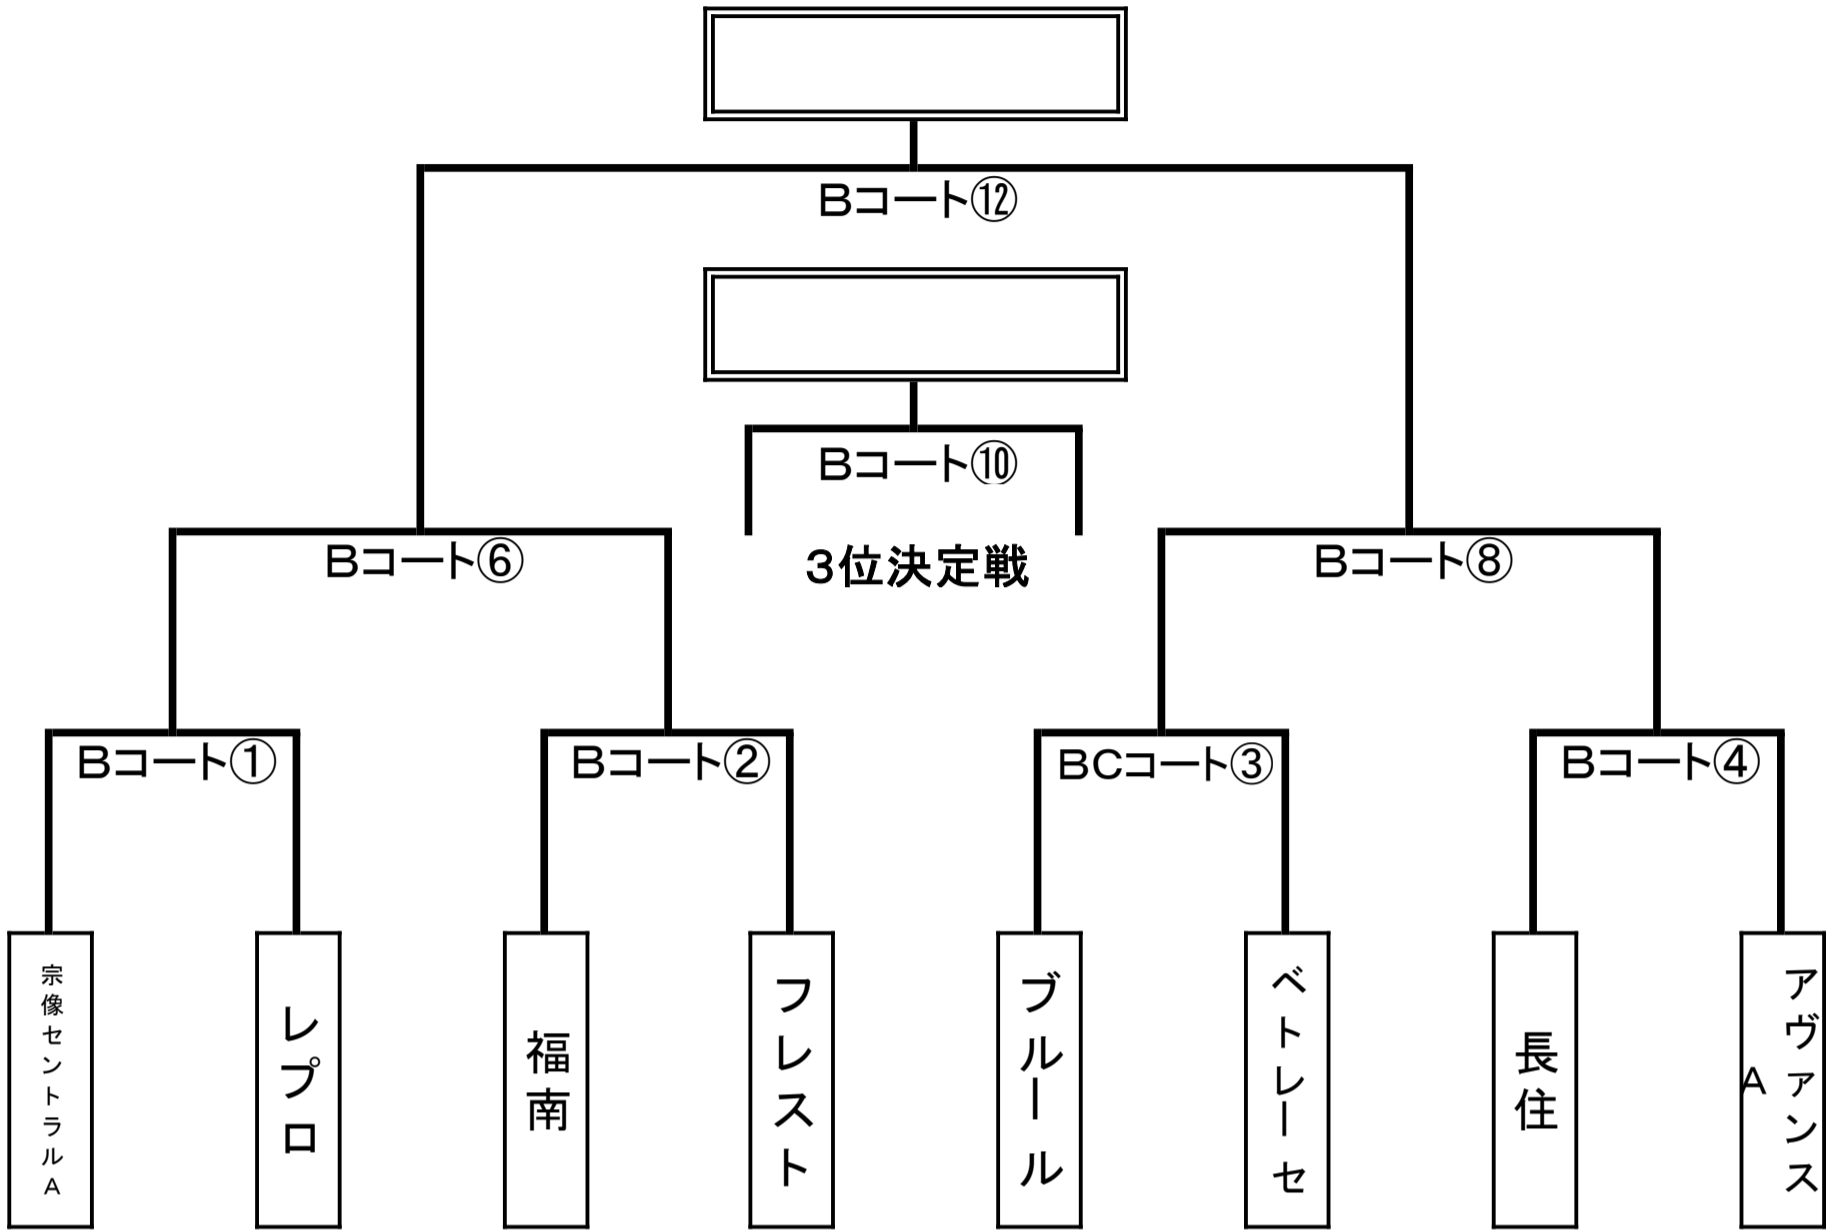 Bコート⑫
Bコート⑩
3位決定戦
Bコート⑥
Bコート⑧
Bコート①
Bコート②
BCコート③
Bコート④
宗像セントラルA
レプロ
福南
フレスト
ブルール
ベトレーセ
長住
アヴァンス
A